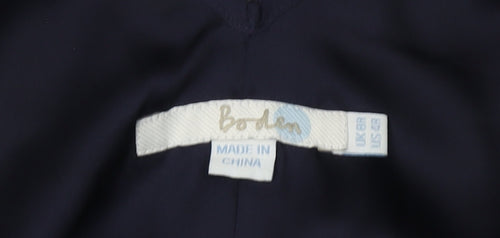 Boden
MADE IN
CHINA
UK 8R
US 4R